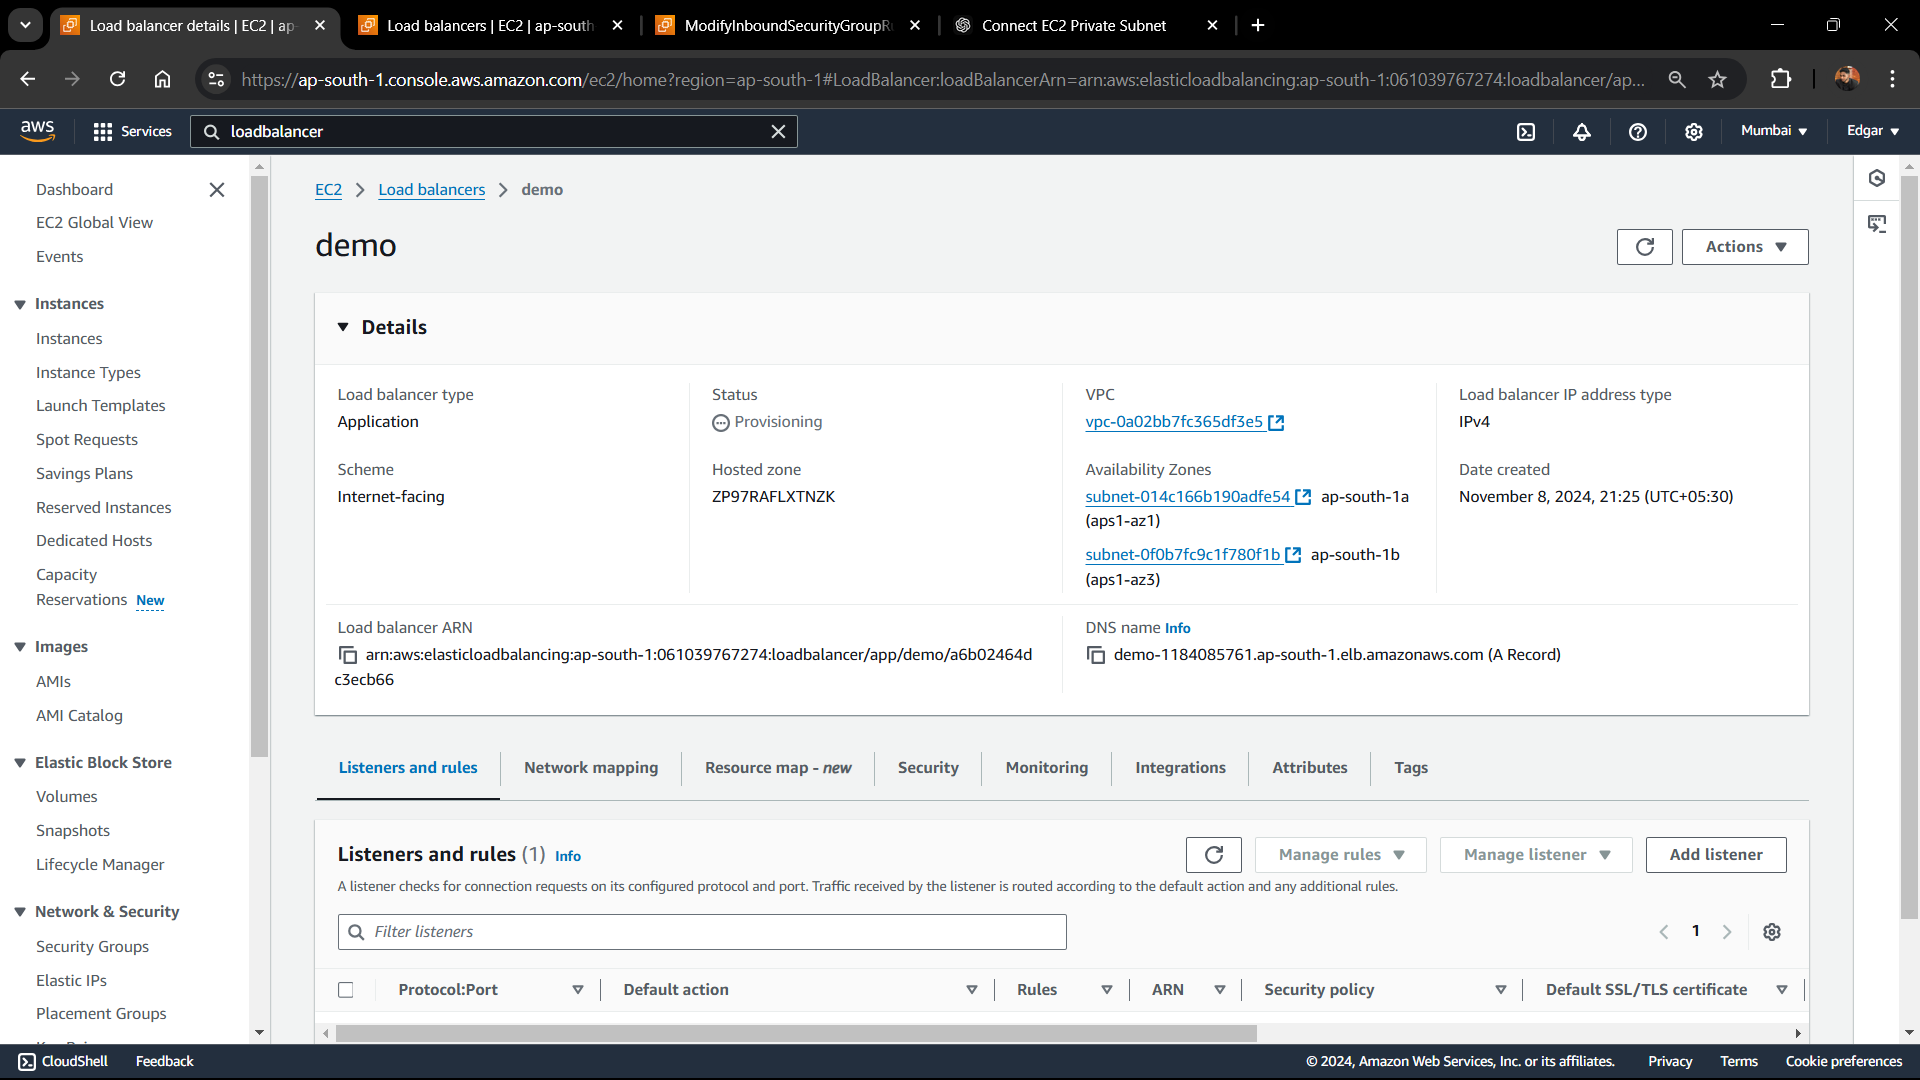 Load balancer details | EC2 | ap-
Load balancers | EC2 | ap-south
ModifyInboundSecurityGroupRu
Connect EC2 Private Subnet
https://ap-south-1.console.aws.amazon.com/ec2/home?region=ap-south-1#LoadBalancer:loadBalancerArn=arn:aws:elasticloadbalancing:ap-south-1:061039767274:loadbalancer/ap...
aws
Services
loadbalancer
Mumbai
Edgar
Dashboard
EC2 Global View
Events
Instances
Instances
Instance Types
Launch Templates
Spot Requests
Savings Plans
Reserved Instances
Dedicated Hosts
Capacity
Reservations New
Images
AMIs
AMI Catalog
Elastic Block Store
Volumes
Snapshots
Lifecycle Manager
Network & Security
Security Groups
Elastic IPs
Placement Groups
EC2 > Load balancers > demo
demo
Actions
Details
Load balancer type
Application
Status
Provisioning
VPC
vpc-0a02bb7fc365df3e5
Load balancer IP address type
IPv4
Scheme
Internet-facing
Hosted zone
ZP97RAFLXTNZK
Availability Zones
subnet-014c166b190adfe54 ap-south-1a
(aps1-az1)
subnet-0f0b7fc9c1f780f1b ap-south-1b
(aps1-az3)
Date created
November 8, 2024, 21:25 (UTC+05:30)
Load balancer ARN
arn:aws:elasticloadbalancing:ap-south-1:061039767274:loadbalancer/app/demo/a6b02464d
c3ecb66
DNS name Info
demo-1184085761.ap-south-1.elb.amazonaws.com (A Record)
Listeners and rules
Network mapping
Resource map - new
Security
Monitoring
Integrations
Attributes
Tags
Listeners and rules (1) Info
Manage rules
Manage listener
Add listener
A listener checks for connection requests on its configured protocol and port. Traffic received by the listener is routed according to the default action and any additional rules.
Filter listeners
1
Protocol:Port
Default action
Rules
ARN
Security policy
Default SSL/TLS certificate
CloudShell
Feedback
© 2024, Amazon Web Services, Inc. or its affiliates.
Privacy
Terms
Cookie preferences